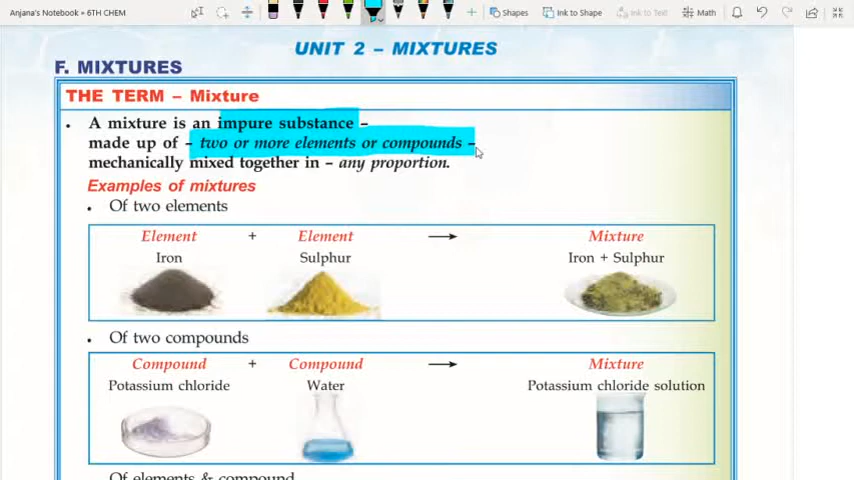 Anjana's Notebook » 6TH CHEM
Shapes
Ink to Shape
Ink to Text
Math
UNIT 2 – MIXTURES
F. MIXTURES
THE TERM – Mixture
• A mixture is an impure substance –
made up of – two or more elements or compounds –
mechanically mixed together in – any proportion.
Examples of mixtures
• Of two elements
Element + Element → Mixture
Iron Sulphur Iron + Sulphur
• Of two compounds
Compound + Compound → Mixture
Potassium chloride Water Potassium chloride solution
Of elements & compound